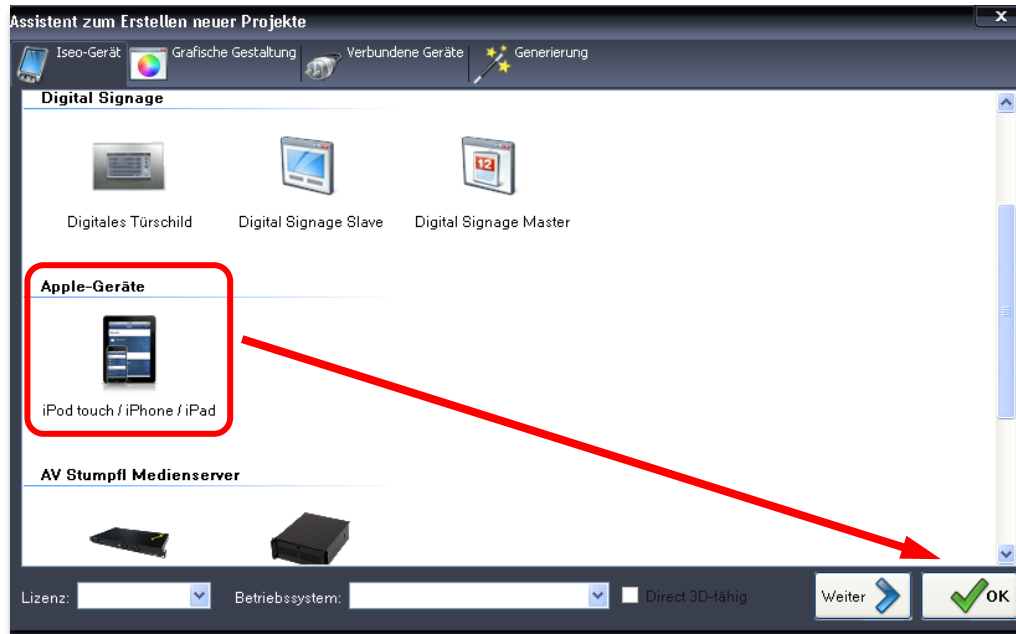 Assistent zum Erstellen neuer Projekte
x
Iseo-Gerät Grafische Gestaltung Verbundene Geräte Generierung
Digital Signage
12
Digitales Türschild Digital Signage Slave Digital Signage Master
Apple-Geräte
iPod touch / iPhone / iPad
AV Stumpfl Medienserver
Lizenz: Betriebssystem: Direct 3D-fähig Weiter OK